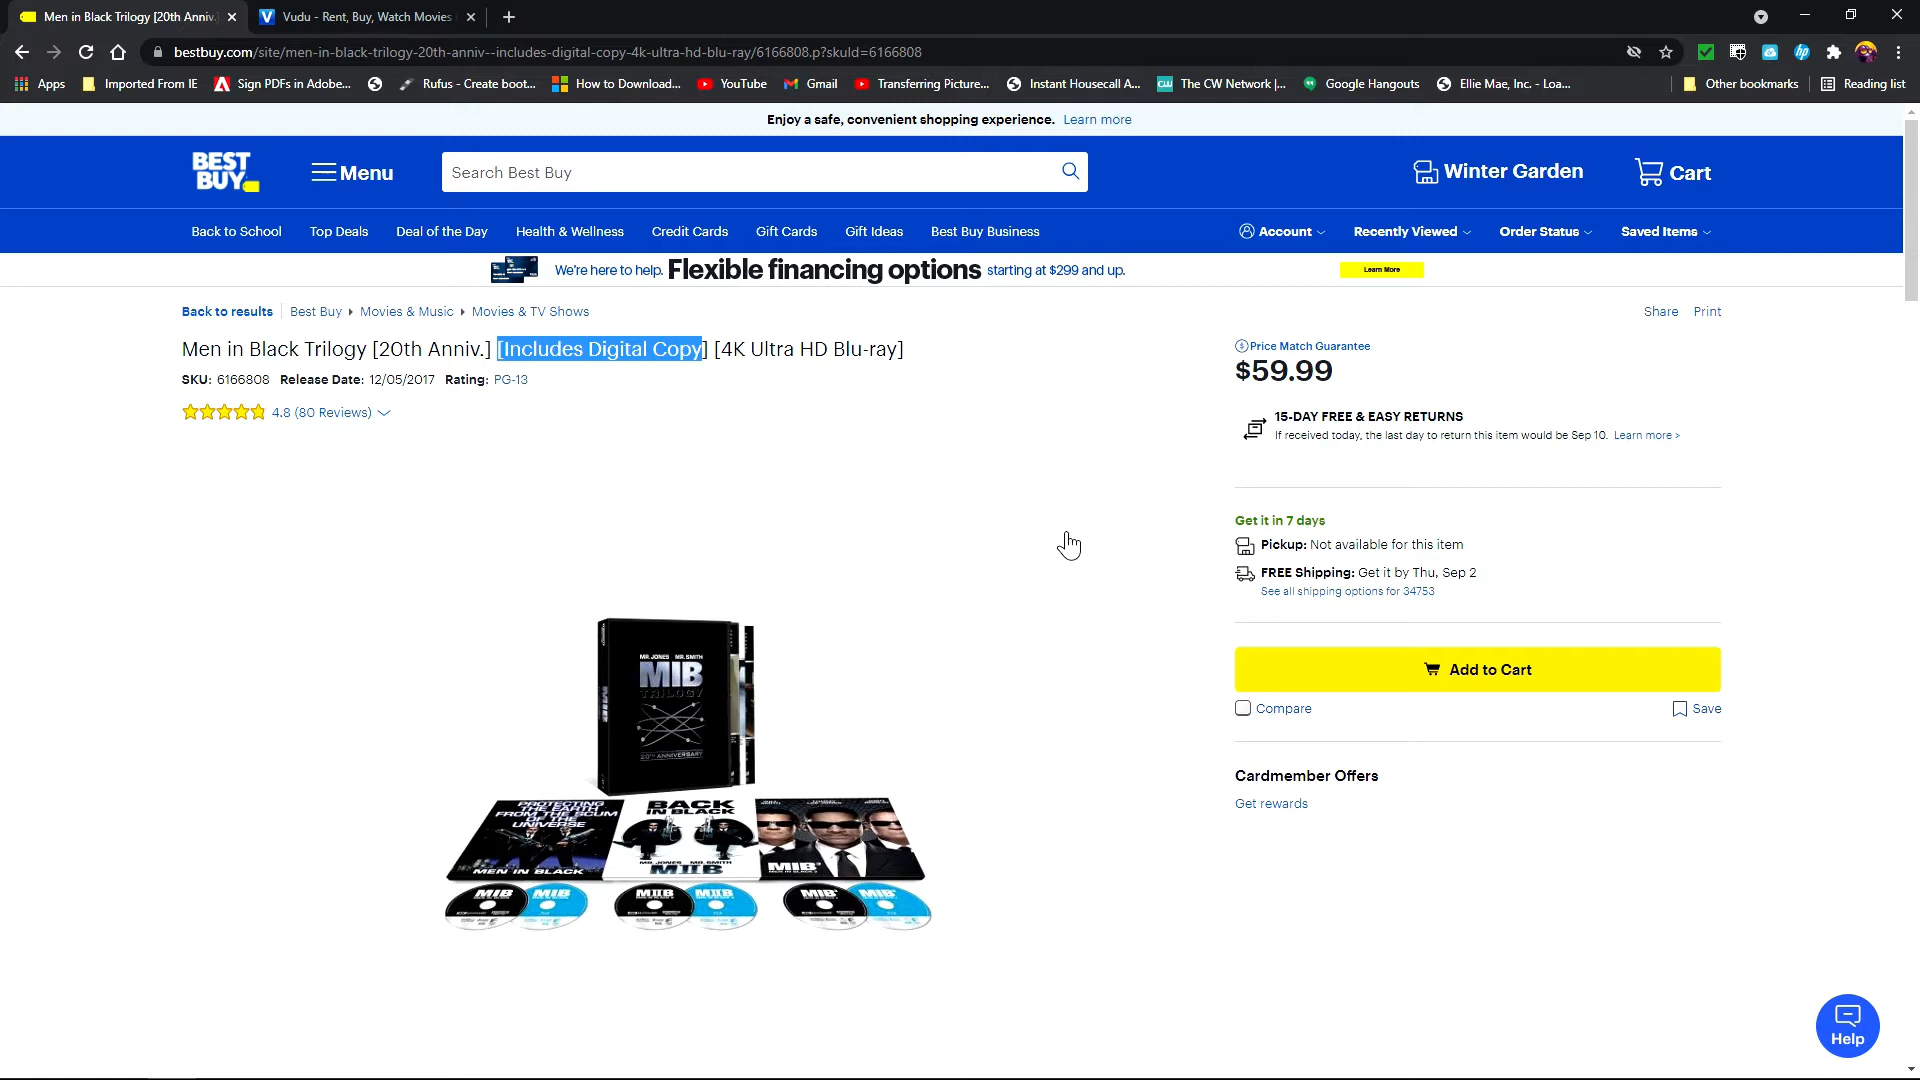 Men in Black Trilogy [20th Anniv.
Vudu - Rent, Buy, Watch Movies
bestbuy.com/site/men-in-black-trilogy-20th-anniv--includes-digital-copy-4k-ultra-hd-blu-ray/6166808.p?skuId=6166808
Apps
Imported From IE
Sign PDFs in Adobe...
Rufus - Create boot...
How to Download...
YouTube
Gmail
Transferring Picture...
Instant Housecall A...
The CW Network |...
Google Hangouts
Ellie Mae, Inc. - Loa...
Other bookmarks
Reading list
Enjoy a safe, convenient shopping experience. Learn more
BEST
BUY
Menu
Search Best Buy
Winter Garden
Cart
Back to School
Top Deals
Deal of the Day
Health & Wellness
Credit Cards
Gift Cards
Gift Ideas
Best Buy Business
Account
Recently Viewed
Order Status
Saved Items
We're here to help. Flexible financing options starting at $299 and up.
Learn More
Back to results
Best Buy
Movies & Music
Movies & TV Shows
Share
Print
Men in Black Trilogy [20th Anniv.] [Includes Digital Copy] [4K Ultra HD Blu-ray]
SKU: 6166808 Release Date: 12/05/2017 Rating: PG-13
4.8 (80 Reviews)
Price Match Guarantee
$59.99
15-DAY FREE & EASY RETURNS
If received today, the last day to return this item would be Sep 10. Learn more >
Get it in 7 days
Pickup: Not available for this item
FREE Shipping: Get it by Thu, Sep 2
See all shipping options for 34753
Add to Cart
Compare
Save
Cardmember Offers
Get rewards
MR. JONES MR. SMITH
MIB
TRILOGY
20TH ANNIVERSARY
PROTECTING
THE EARTH
FROM THE SCUM
OF THE
UNIVERSE
MEN IN BLACK
BACK
IN BLACK
MR. JONES MR. SMITH
MIIB
MIB³
MEN IN BLACK 3
MIB
MIB
MIIB
MIIB
MIB³
MIB³
Help